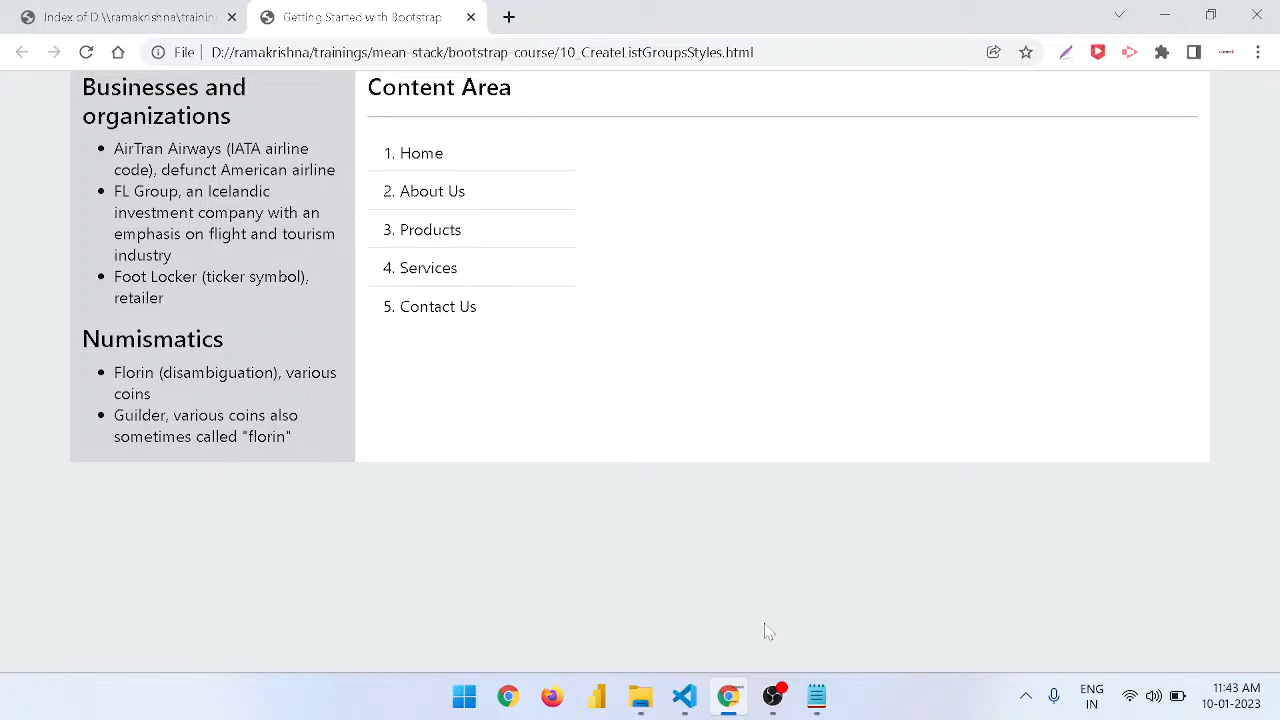 Index of D:\\ramakrishna\trainin
Getting Started with Bootstrap
File
D://ramakrishna/trainings/mean-stack/bootstrap-course/10_CreateListGroupsStyles.html
Businesses and
organizations
AirTran Airways (IATA airline
code), defunct American airline
FL Group, an Icelandic
investment company with an
emphasis on flight and tourism
industry
Foot Locker (ticker symbol),
retailer
Numismatics
Florin (disambiguation), various
coins
Guilder, various coins also
sometimes called "florin"
Content Area
1. Home
2. About Us
3. Products
4. Services
5. Contact Us
ENG
IN
11:43 AM
10-01-2023